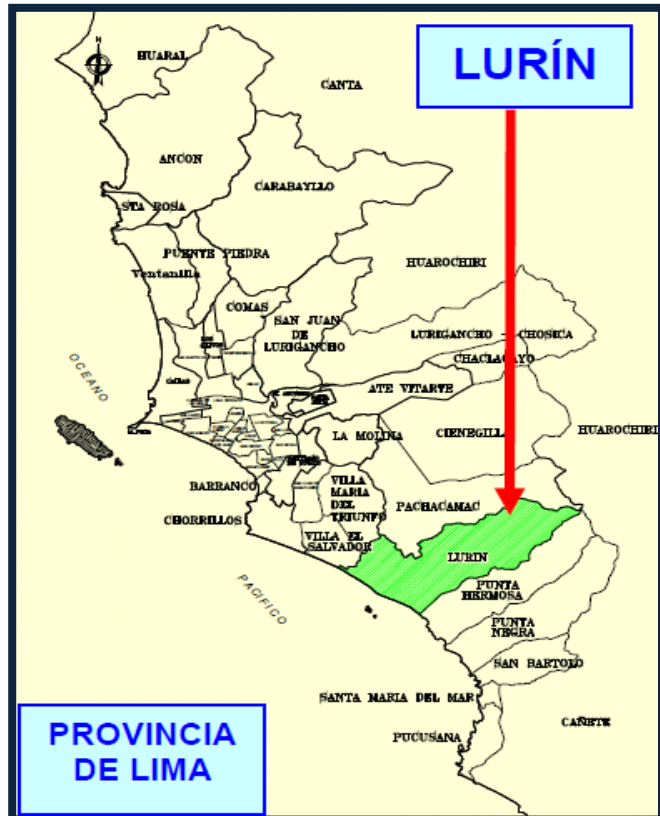 N
HUARAL
LURÍN
CANTA
ANCON
CARABAYLLO
STA ROSA
PUENTE PIEDRA
Ventanilla
HUAROCHIRI
COMAS
SAN JUAN
DE
LURIGANCHO
LURIGANCHO - CHOSICA
CHACLACAYO
OCEANO
ATE VITARTE
LA MOLINA
CIENEGILLA
HUAROCHIRI
BARRANCO
VILLA
MARIA
DEL
TRIUNFO
PACHACAMAC
CHORRILLOS
VILLA EL
SALVADOR
LURIN
PACIFICO
PUNTA
HERMOSA
PUNTA
NEGRA
SAN BARTOLO
SANTA MARIA DEL MAR
CAÑETE
PUCUSANA
PROVINCIA
DE LIMA